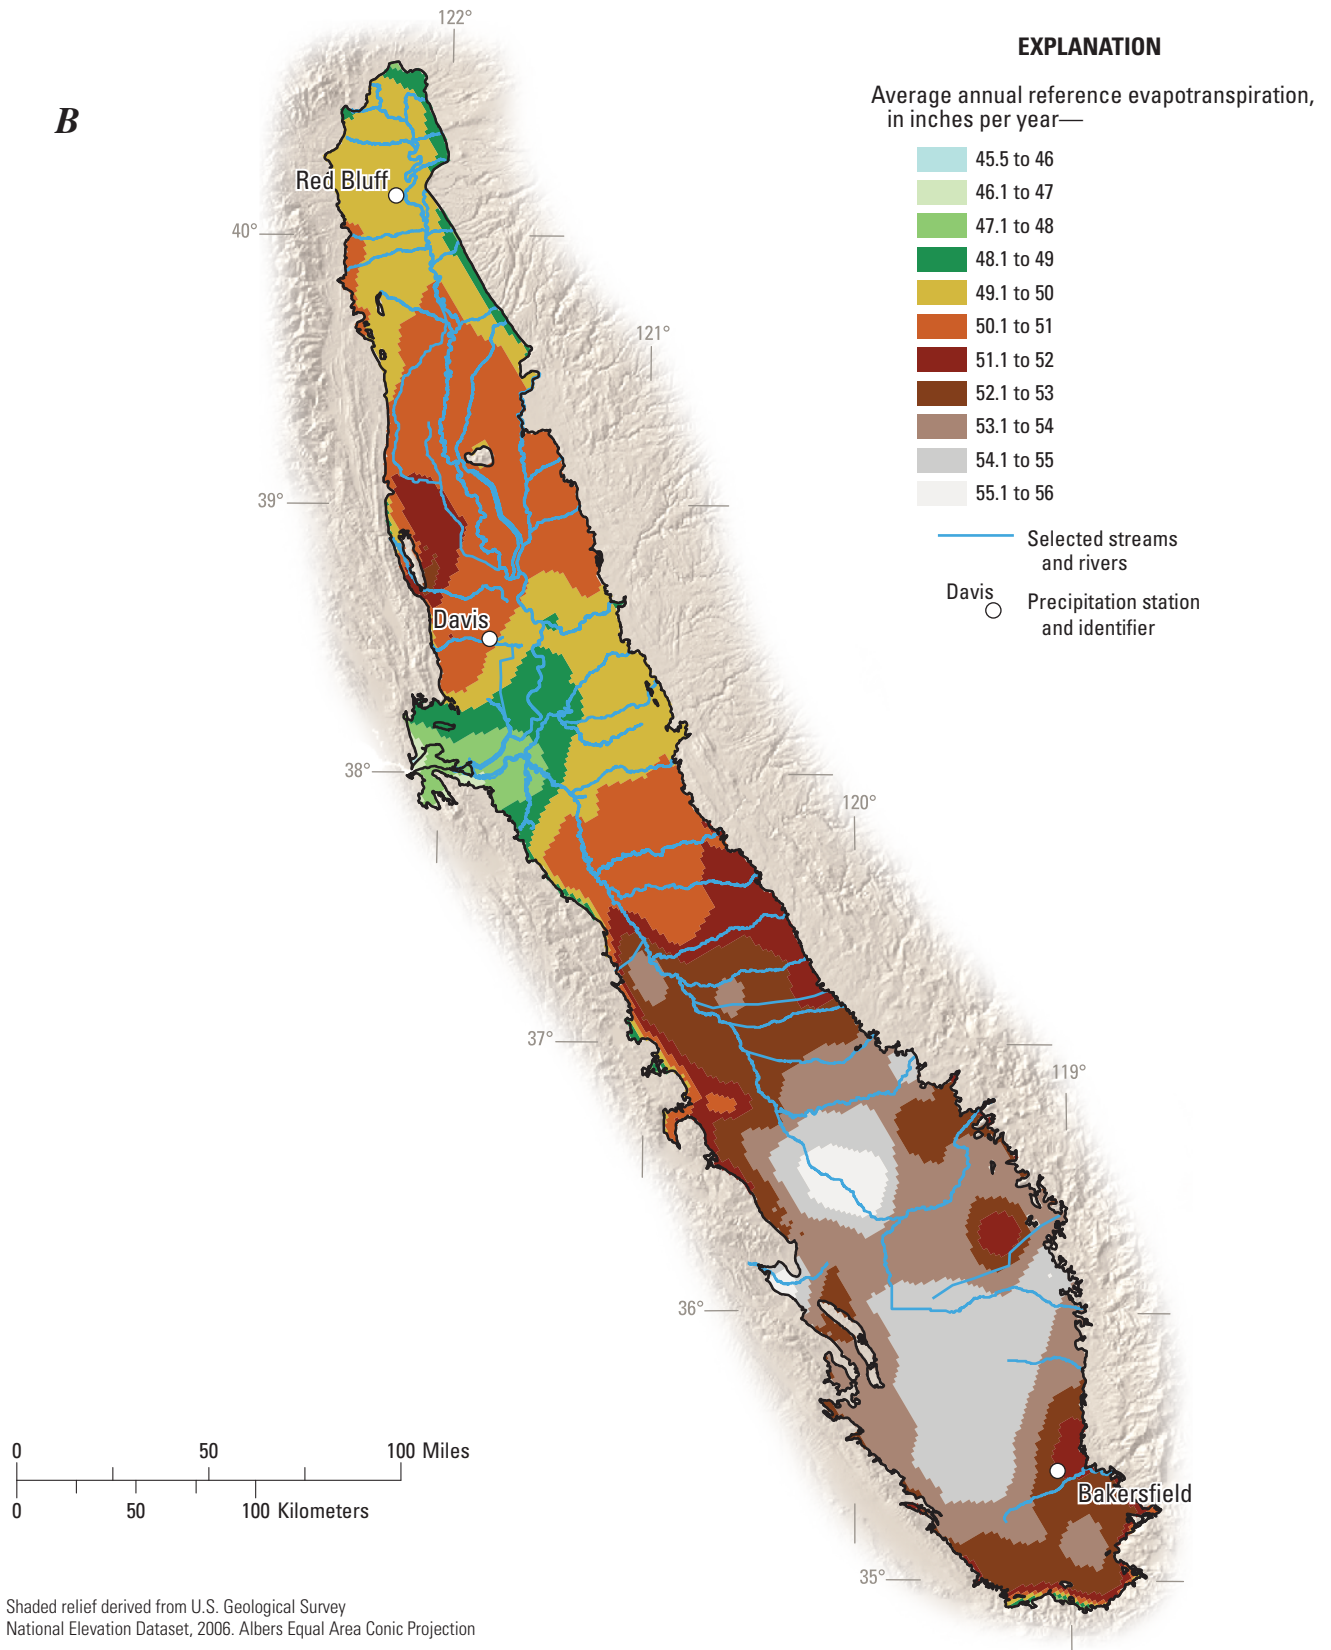 B
122°
EXPLANATION
Average annual reference evapotranspiration,
in inches per year—
45.5 to 46
46.1 to 47
47.1 to 48
48.1 to 49
49.1 to 50
50.1 to 51
51.1 to 52
52.1 to 53
53.1 to 54
54.1 to 55
55.1 to 56
Selected streams
and rivers
Davis
Precipitation station
and identifier
Red Bluff
40°
121°
39°
Davis
38°
120°
37°
119°
36°
Bakersfield
35°
0 50 100 Miles
0 50 100 Kilometers
Shaded relief derived from U.S. Geological Survey
National Elevation Dataset, 2006. Albers Equal Area Conic Projection